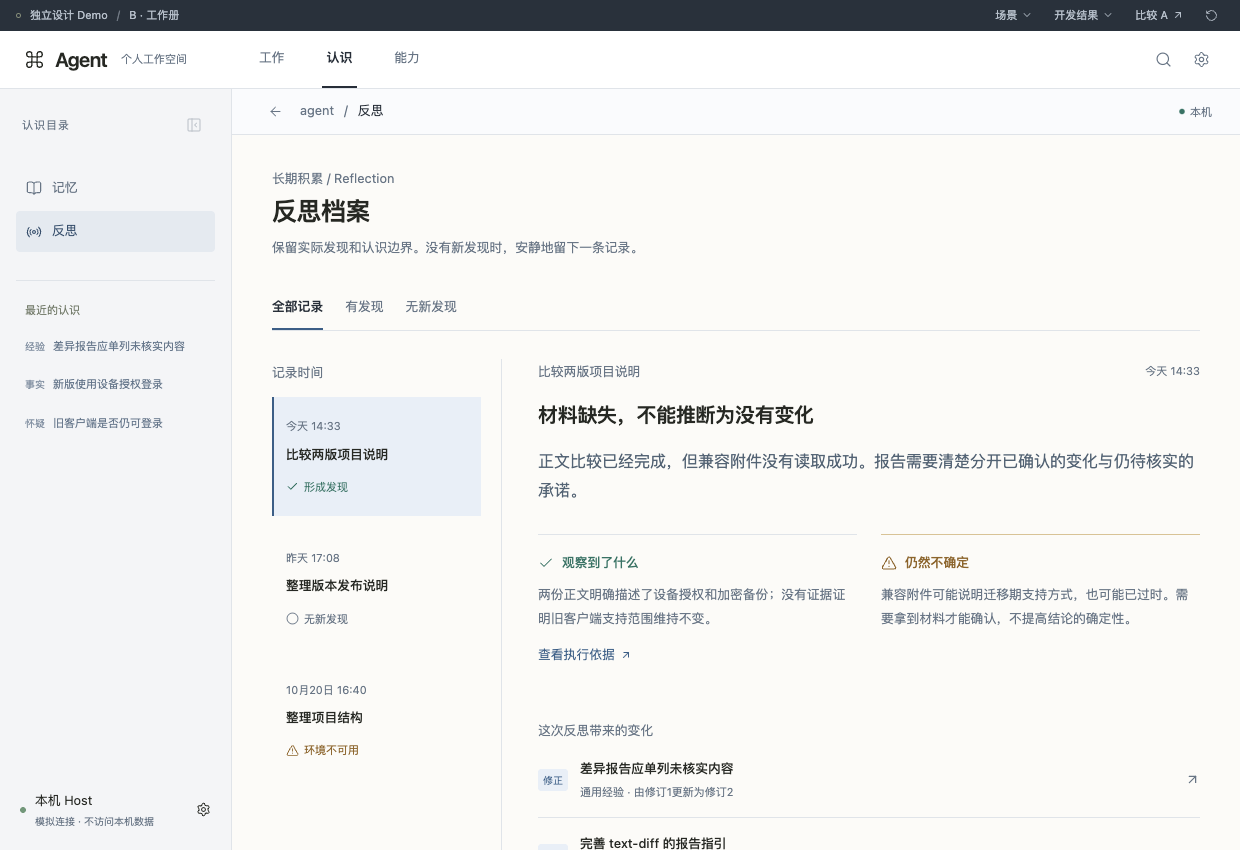 独立设计 Demo / B · 工作册
场景
开发结果
比较 A
Agent 个人工作空间
工作
认识
能力
认识目录
agent / 反思
本机
记忆
反思
最近的认识
经验 差异报告应单列未核实内容
事实 新版使用设备授权登录
怀疑 旧客户端是否仍可登录
本机 Host
模拟连接 · 不访问本机数据
长期积累 / Reflection
反思档案
保留实际发现和认识边界。没有新发现时，安静地留下一条记录。
全部记录
有发现
无新发现
记录时间
今天 14:33
比较两版项目说明
形成发现
昨天 17:08
整理版本发布说明
无新发现
10月20日 16:40
整理项目结构
环境不可用
比较两版项目说明
今天 14:33
材料缺失，不能推断为没有变化
正文比较已经完成，但兼容附件没有读取成功。报告需要清楚分开已确认的变化与仍待核实的
承诺。
观察到了什么
两份正文明确描述了设备授权和加密备份；没有证据证
明旧客户端支持范围维持不变。
查看执行依据
仍然不确定
兼容附件可能说明迁移期支持方式，也可能已过时。需
要拿到材料才能确认，不提高结论的确定性。
这次反思带来的变化
修正
差异报告应单列未核实内容
通用经验 · 由修订1更新为修订2
完善 text-diff 的报告指引